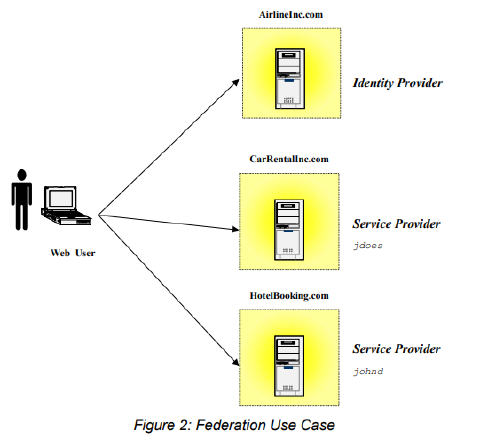 AirlineInc.com
Identity Provider
CarRentalInc.com
Service Provider
jdoes
Web User
HotelBooking.com
Service Provider
johnd
Figure 2: Federation Use Case